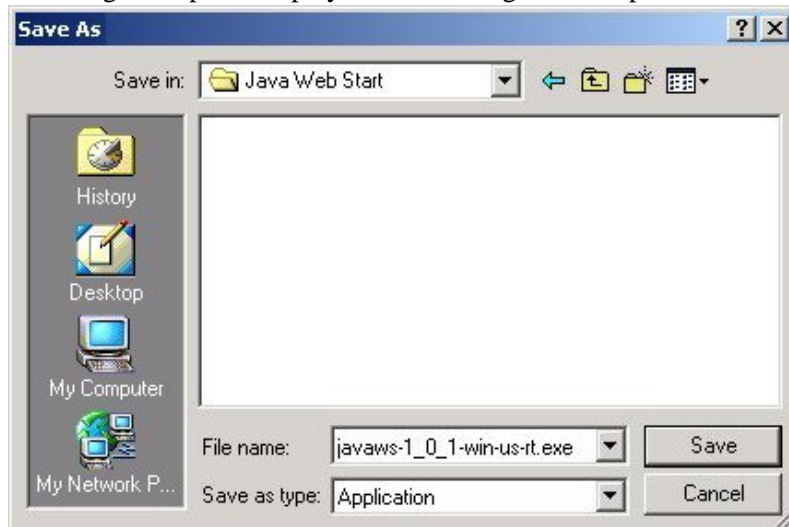 Save As
Save in: Java Web Start
History
Desktop
My Computer
My Network P...
File name: javaws-1_0_1-win-us-rt.exe Save
Save as type: Application Cancel